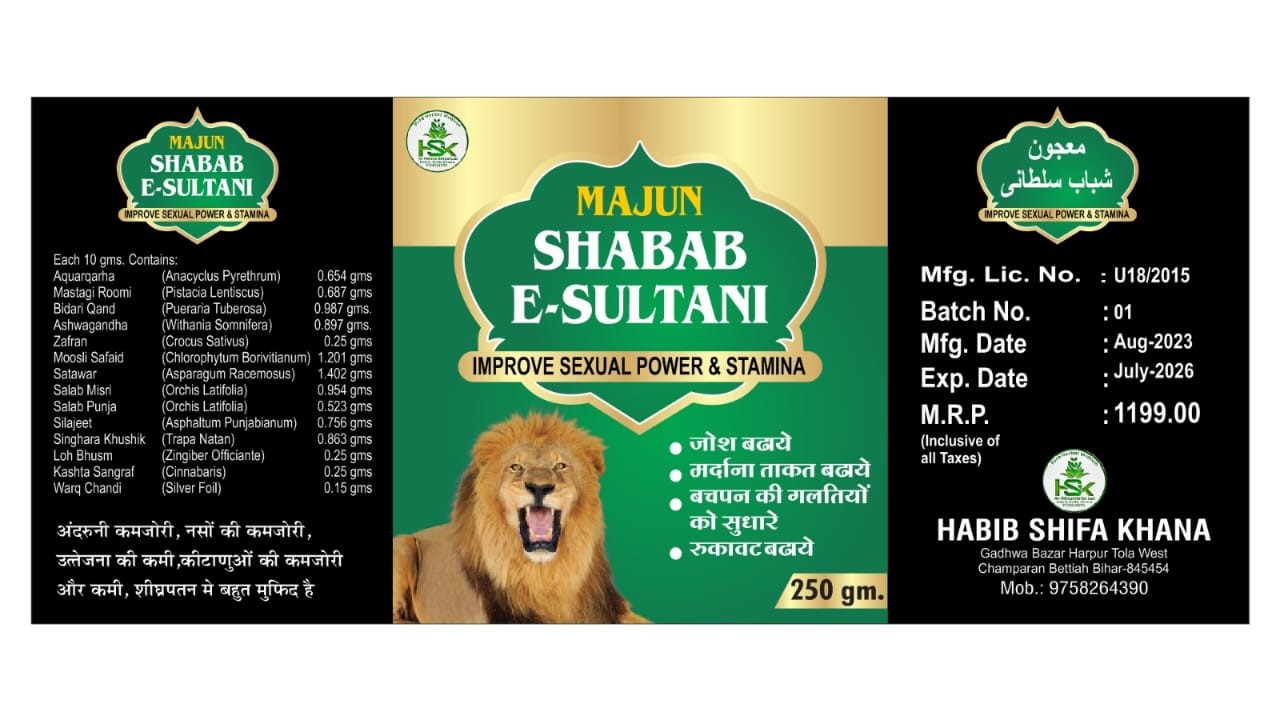 MAJUN
SHABAB
E-SULTANI
IMPROVE SEXUAL POWER & STAMINA
Each 10 gms. Contains:
Aquarqarha (Anacyclus Pyrethrum) 0.654 gms
Mastagi Roomi (Pistacia Lentiscus) 0.687 gms
Bidari Qand (Pueraria Tuberosa) 0.987 gms.
Ashwagandha (Withania Somnifera) 0.897 gms.
Zafran (Crocus Sativus) 0.25 gms
Moosli Safaid (Chlorophytum Borivitianum) 1.201 gms
Satawar (Asparagum Racemosus) 1.402 gms
Salab Misri (Orchis Latifolia) 0.954 gms
Salab Punja (Orchis Latifolia) 0.523 gms
Silajeet (Asphaltum Punjabianum) 0.756 gms
Singhara Khushik (Trapa Natan) 0.863 gms
Loh Bhusm (Zingiber Officiante) 0.25 gms
Kashta Sangraf (Cinnabaris) 0.25 gms
Warq Chandi (Silver Foil) 0.15 gms
अंदरुनी कमजोरी, नसों की कमजोरी,
उत्तेजना की कमी,कीटाणुओं की कमजोरी
और कमी, शीघ्रपतन मे बहुत मुफिद है
HSK
MAJUN
SHABAB
E-SULTANI
IMPROVE SEXUAL POWER & STAMINA
जोश बढाये
मर्दाना ताकत बढाये
बचपन की गलतियों
को सुधारे
रुकावट बढाये
250 gm.
معجون
شباب سلطانی
IMPROVE SEXUAL POWER & STAMINA
Mfg. Lic. No. : U18/2015
Batch No. : 01
Mfg. Date : Aug-2023
Exp. Date : July-2026
M.R.P. : 1199.00
(Inclusive of
all Taxes)
HSK
HABIB SHIFA KHANA
Gadhwa Bazar Harpur Tola West
Champaran Bettiah Bihar-845454
Mob.: 9758264390